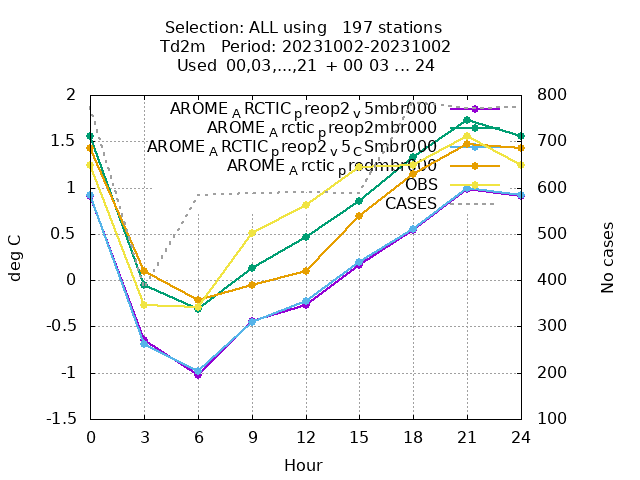 Selection: ALL using   197 stations
Td2m   Period: 20231002-20231002
Used  00,03,...,21  + 00 03 ... 24
AROME_ARCTIC_preop2_v5mbr000
AROME_Arctic_preop2mbr000
AROME_ARCTIC_preop2_v5_CSmbr000
AROME_Arctic_prodmbr000
OBS
CASES
2
1.5
1
0.5
0
-0.5
-1
-1.5
800
700
600
500
400
300
200
100
deg C
No cases
0 3 6 9 12 15 18 21 24
Hour